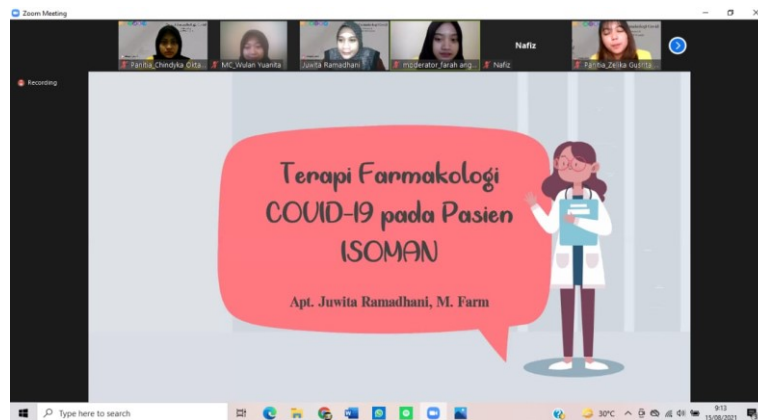 Zoom Meeting
Panitia_Chindyka Okta...
MC_Wulan Yuanita
Juwita Ramadhani
moderator_farah ang...
Nafiz
Nafiz
Panitia_Zelika Gushta...
Recording
Terapi Farmakologi
COVID-19 pada Pasien
ISOMAN
Apt. Juwita Ramadhani, M. Farm
Type here to search
30°C
9:13
15/08/2021